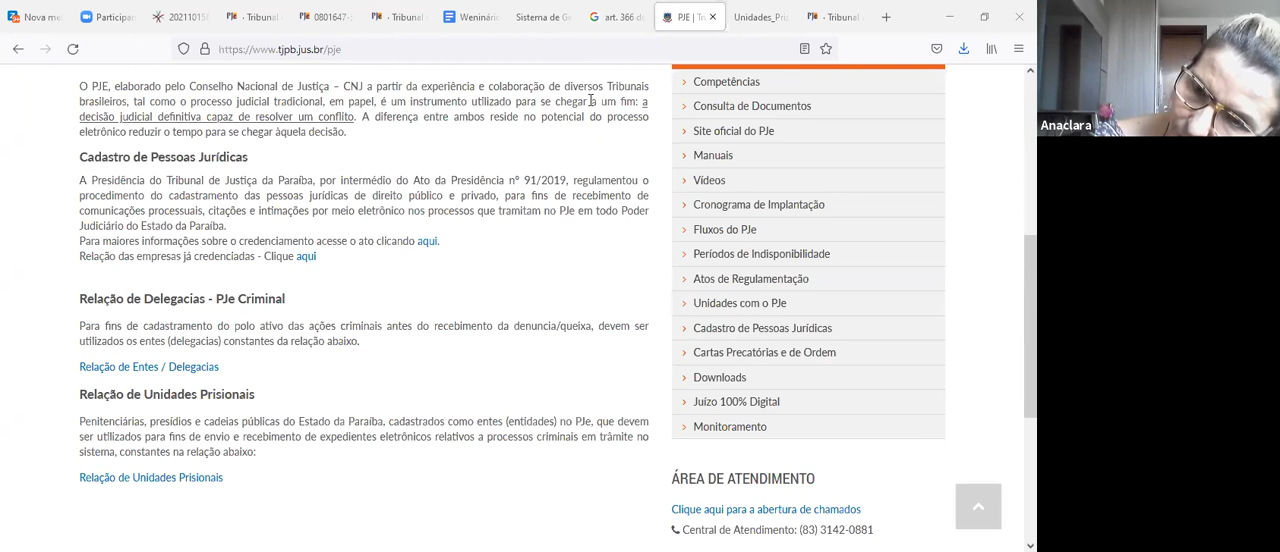 Nova me
Participan
20211015
Tribunal
0801647-
Tribunal
Weninário
Sistema de Ge
art. 366 d
PJE | Tri
Unidades_Pris
Tribunal
https://www.tjpb.jus.br/pje
O PJE, elaborado pelo Conselho Nacional de Justiça – CNJ a partir da experiência e colaboração de diversos Tribunais
brasileiros, tal como o processo judicial tradicional, em papel, é um instrumento utilizado para se chegar a um fim: a
decisão judicial definitiva capaz de resolver um conflito. A diferença entre ambos reside no potencial do processo
eletrônico reduzir o tempo para se chegar àquela decisão.
Cadastro de Pessoas Jurídicas
A Presidência do Tribunal de Justiça da Paraíba, por intermédio do Ato da Presidência nº 91/2019, regulamentou o
procedimento do cadastramento das pessoas jurídicas de direito público e privado, para fins de recebimento de
comunicações processuais, citações e intimações por meio eletrônico nos processos que tramitam no PJe em todo Poder
Judiciário do Estado da Paraíba.
Para maiores informações sobre o credenciamento acesse o ato clicando aqui.
Relação das empresas já credenciadas - Clique aqui
Relação de Delegacias - PJe Criminal
Para fins de cadastramento do polo ativo das ações criminais antes do recebimento da denuncia/queixa, devem ser
utilizados os entes (delegacias) constantes da relação abaixo.
Relação de Entes / Delegacias
Relação de Unidades Prisionais
Penitenciárias, presídios e cadeias públicas do Estado da Paraíba, cadastrados como entes (entidades) no PJe, que devem
ser utilizados para fins de envio e recebimento de expedientes eletrônicos relativos a processos criminais em trâmite no
sistema, constantes na relação abaixo:
Relação de Unidades Prisionais
Competências
Consulta de Documentos
Site oficial do PJe
Manuais
Vídeos
Cronograma de Implantação
Fluxos do PJe
Períodos de Indisponibilidade
Atos de Regulamentação
Unidades com o PJe
Cadastro de Pessoas Jurídicas
Cartas Precatórias e de Ordem
Downloads
Juízo 100% Digital
Monitoramento
ÁREA DE ATENDIMENTO
Clique aqui para a abertura de chamados
Central de Atendimento: (83) 3142-0881
Anaclara